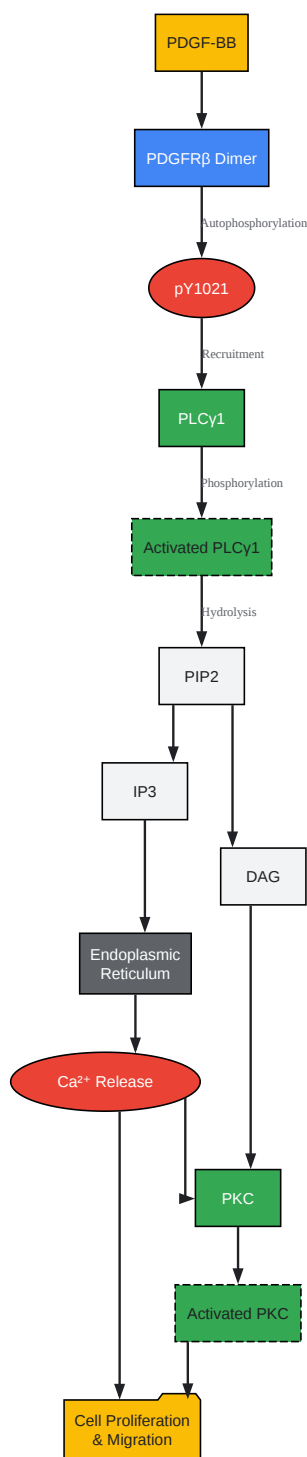 PDGF-BB
PDGFRβ Dimer
Autophosphorylation
pY1021
Recruitment
PLCγ1
Phosphorylation
Activated PLCγ1
Hydrolysis
PIP2
IP3
DAG
Endoplasmic
Reticulum
Ca²⁺ Release
PKC
Activated PKC
Cell Proliferation
& Migration